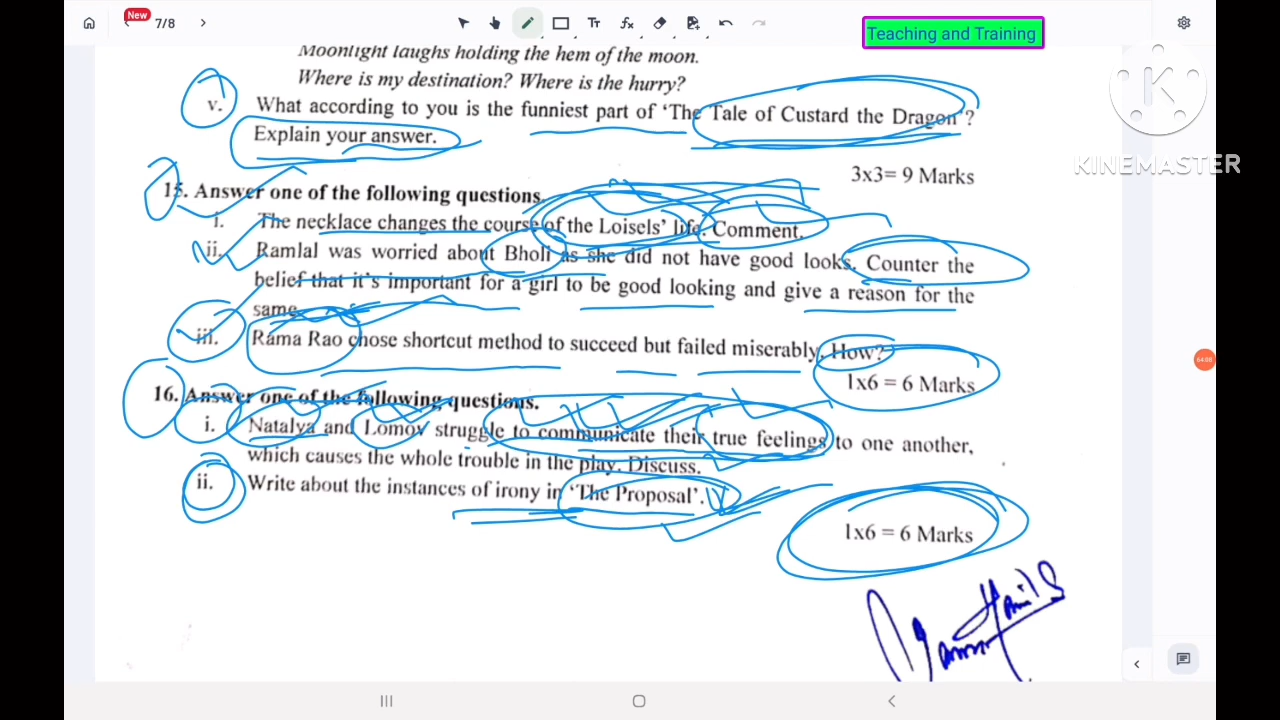 New
7/8
Tт
fx
Teaching and Training
KINEMASTER
Moonlight laughs holding the hem of the moon.
Where is my destination? Where is the hurry?
v. What according to you is the funniest part of ‘The Tale of Custard the Dragon’?
Explain your answer.
3x3= 9 Marks
15. Answer one of the following questions.
i. The necklace changes the course of the Loisels’ life. Comment.
ii. Ramlal was worried about Bholi as she did not have good looks. Counter the
belief that it’s important for a girl to be good looking and give a reason for the
same.
iii. Rama Rao chose shortcut method to succeed but failed miserably. How?
1x6 = 6 Marks
16. Answer one of the following questions.
i. Natalya and Lomov struggle to communicate their true feelings to one another,
which causes the whole trouble in the play. Discuss.
ii. Write about the instances of irony in ‘The Proposal’.
1x6 = 6 Marks